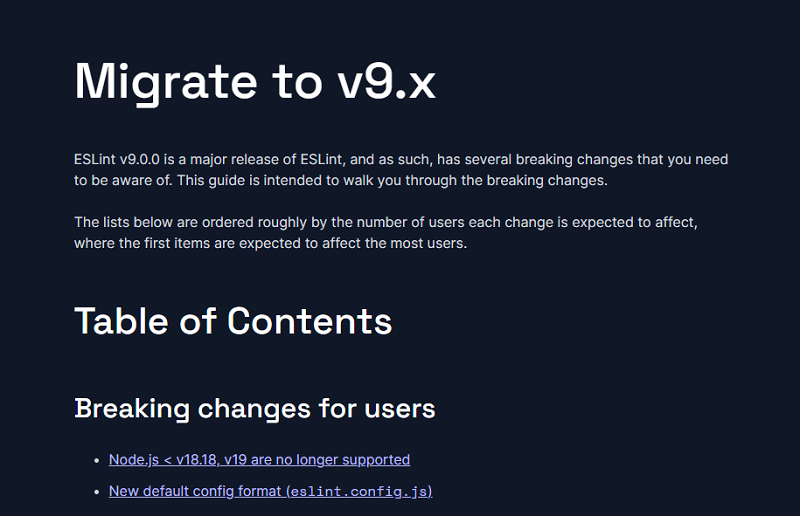 Migrate to v9.x
ESLint v9.0.0 is a major release of ESLint, and as such, has several breaking changes that you need
to be aware of. This guide is intended to walk you through the breaking changes.
The lists below are ordered roughly by the number of users each change is expected to affect,
where the first items are expected to affect the most users.
Table of Contents
Breaking changes for users
• Node.js < v18.18, v19 are no longer supported
• New default config format (eslint.config.js)